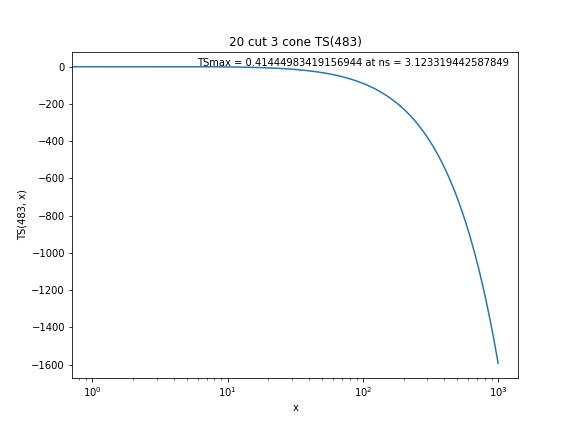 20 cut 3 cone TS(483)
TSmax = 0.41444983419156944 at ns = 3.123319442587849
0
−200
−400
−600
−800
−1000
−1200
−1400
−1600
TS(483, x)
10⁰ 10¹ 10² 10³
x